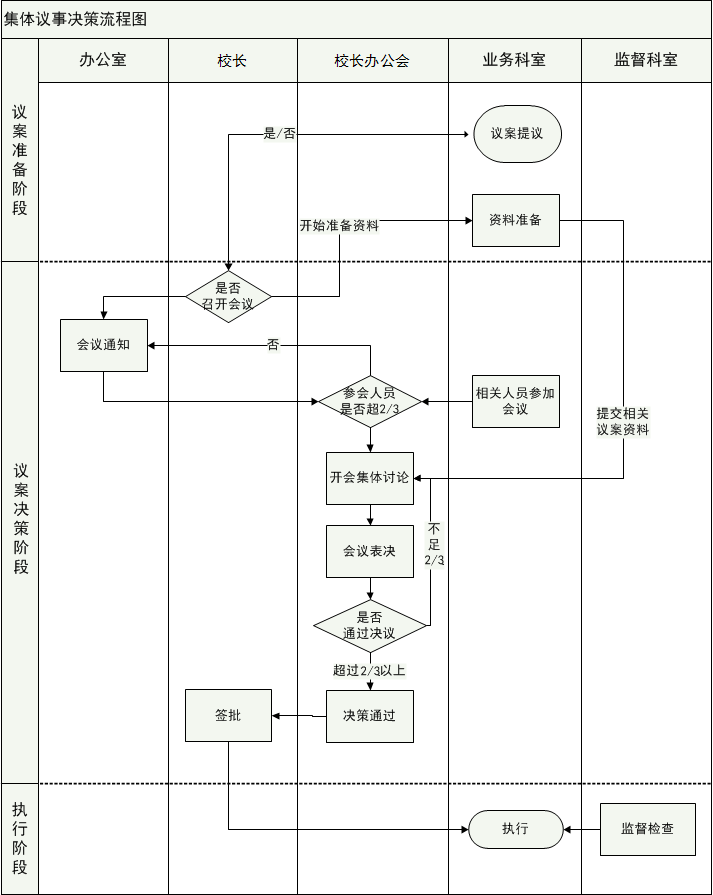 集体议事决策流程图
办公室
校长
校长办公会
业务科室
监督科室
议案准备阶段
是/否
议案提议
开始准备资料
资料准备
议案决策阶段
是否
召开会议
会议通知
否
参会人员
是否超2/3
相关人员参加
会议
提交相关
议案资料
开会集体讨论
不足
2/3
会议表决
是否
通过决议
超过2/3以上
签批
决策通过
执行阶段
执行
监督检查